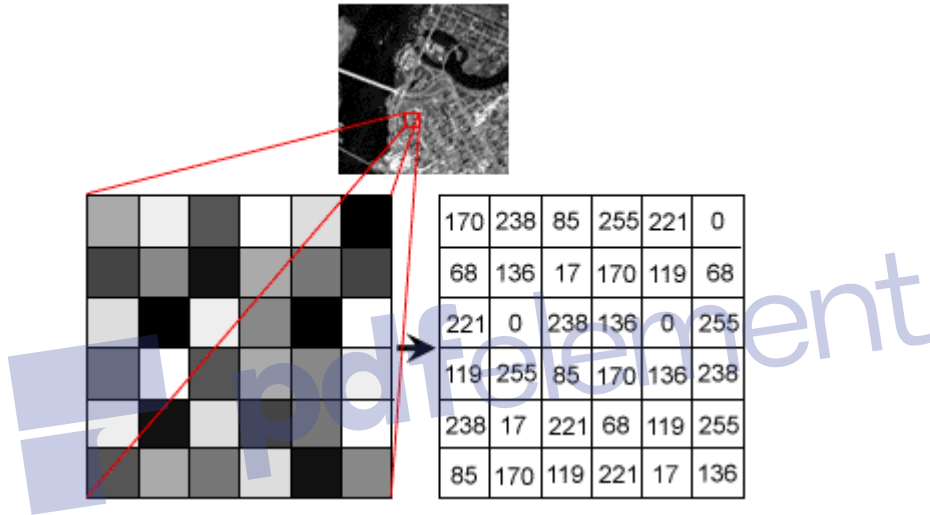 170 238 85 255 221 0
68 136 17 170 119 68
221 0 238 136 0 255
119 255 85 170 136 238
238 17 221 68 119 255
85 170 119 221 17 136
pdfelement